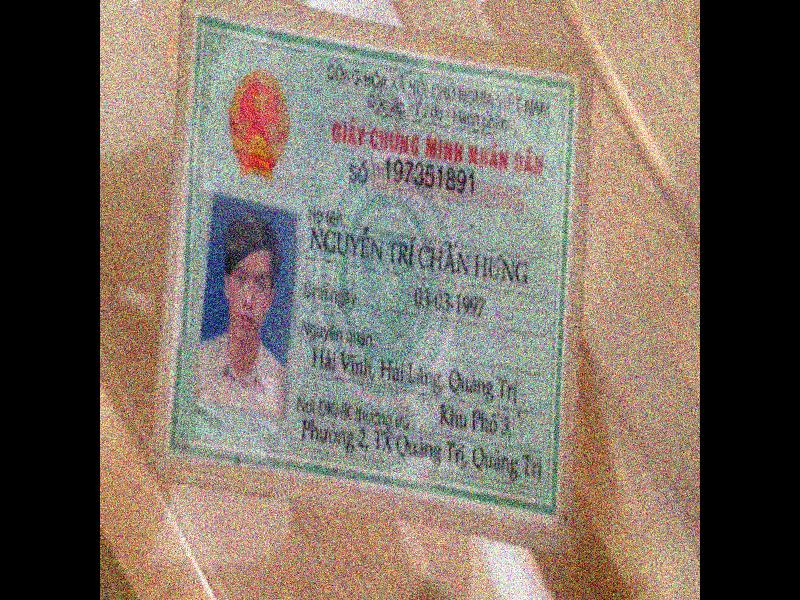 CỘNG HÒA XÃ HỘI CHỦ NGHĨA VIỆT NAM
Độc lập - Tự do - Hạnh phúc
GIẤY CHỨNG MINH NHÂN DÂN
SỐ 197351891
Họ tên
NGUYỄN TRÍ CHẤN HƯNG
Sinh ngày 03-03-1997
Nguyên quán
Hải Vĩnh, Hải Lăng, Quảng Trị
Nơi ĐKHK thường trú Khu Phố 3
Phường 2, TX Quảng Trị, Quảng Trị